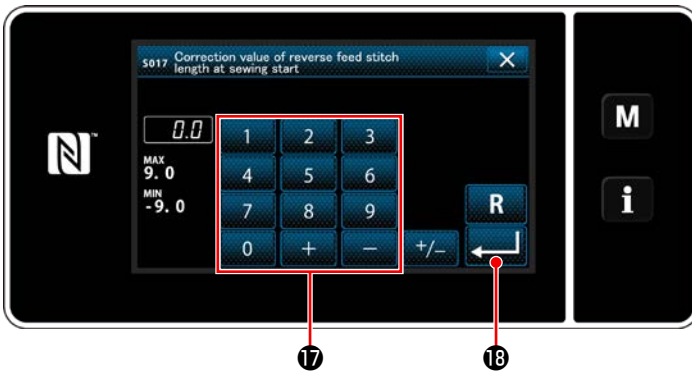 S017 Correction value of reverse feed stitch
length at sewing start
0.0
1 2 3
MAX
9.0
4 5 6
MIN
-9.0
7 8 9
R
0 + − +/−
M
i
⓱
⓲